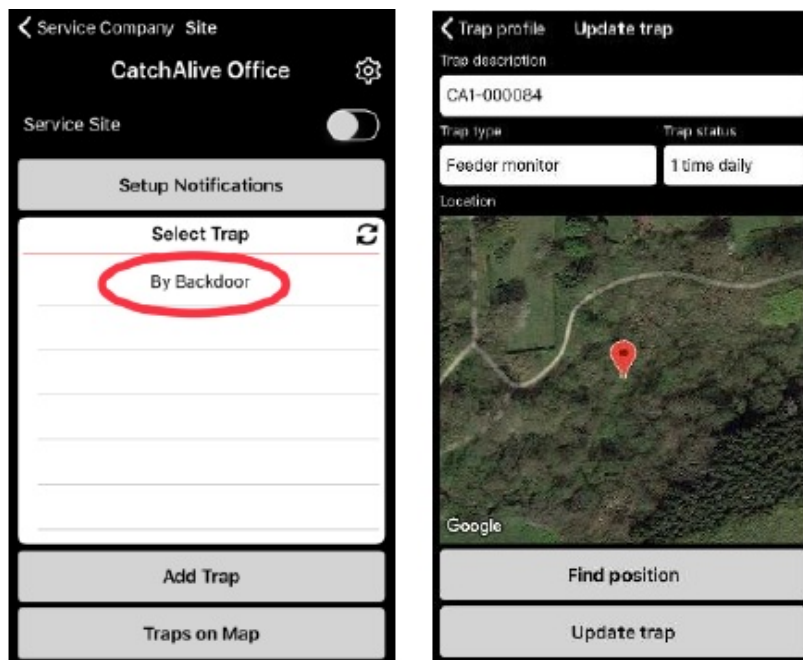 Service Company Site
CatchAlive Office
Service Site
Setup Notifications
Select Trap
By Backdoor
Add Trap
Traps on Map
Trap profile Update trap
Trap description
CA1-000084
Trap type Trap status
Feeder monitor 1 time daily
Location
Google
Find position
Update trap